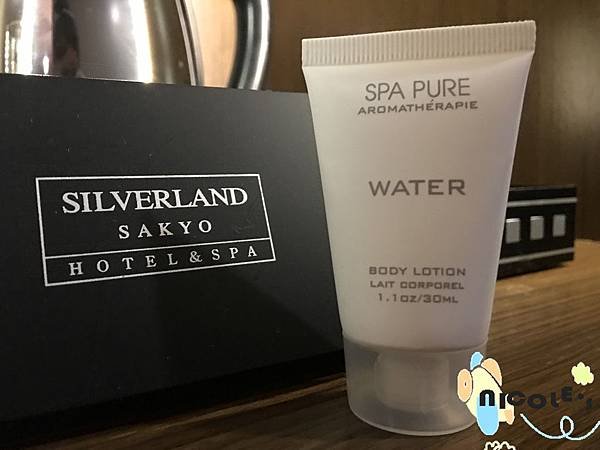 SILVERLAND
SAKYO
HOTEL & SPA
SPA PURE
AROMATHÉRAPIE
WATER
BODY LOTION
LAIT CORPOREL
1.1OZ/30ML
NICOLE